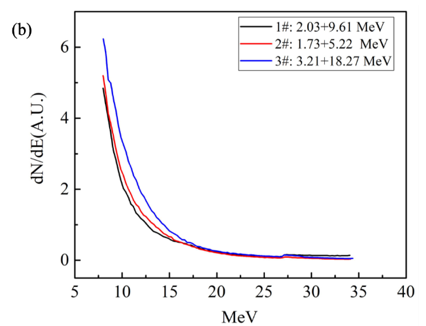 (b)
1#: 2.03+9.61 MeV
2#: 1.73+5.22 MeV
3#: 3.21+18.27 MeV
dN/dE(A.U.)
6
4
2
0
5 10 15 20 25 30 35 40
MeV